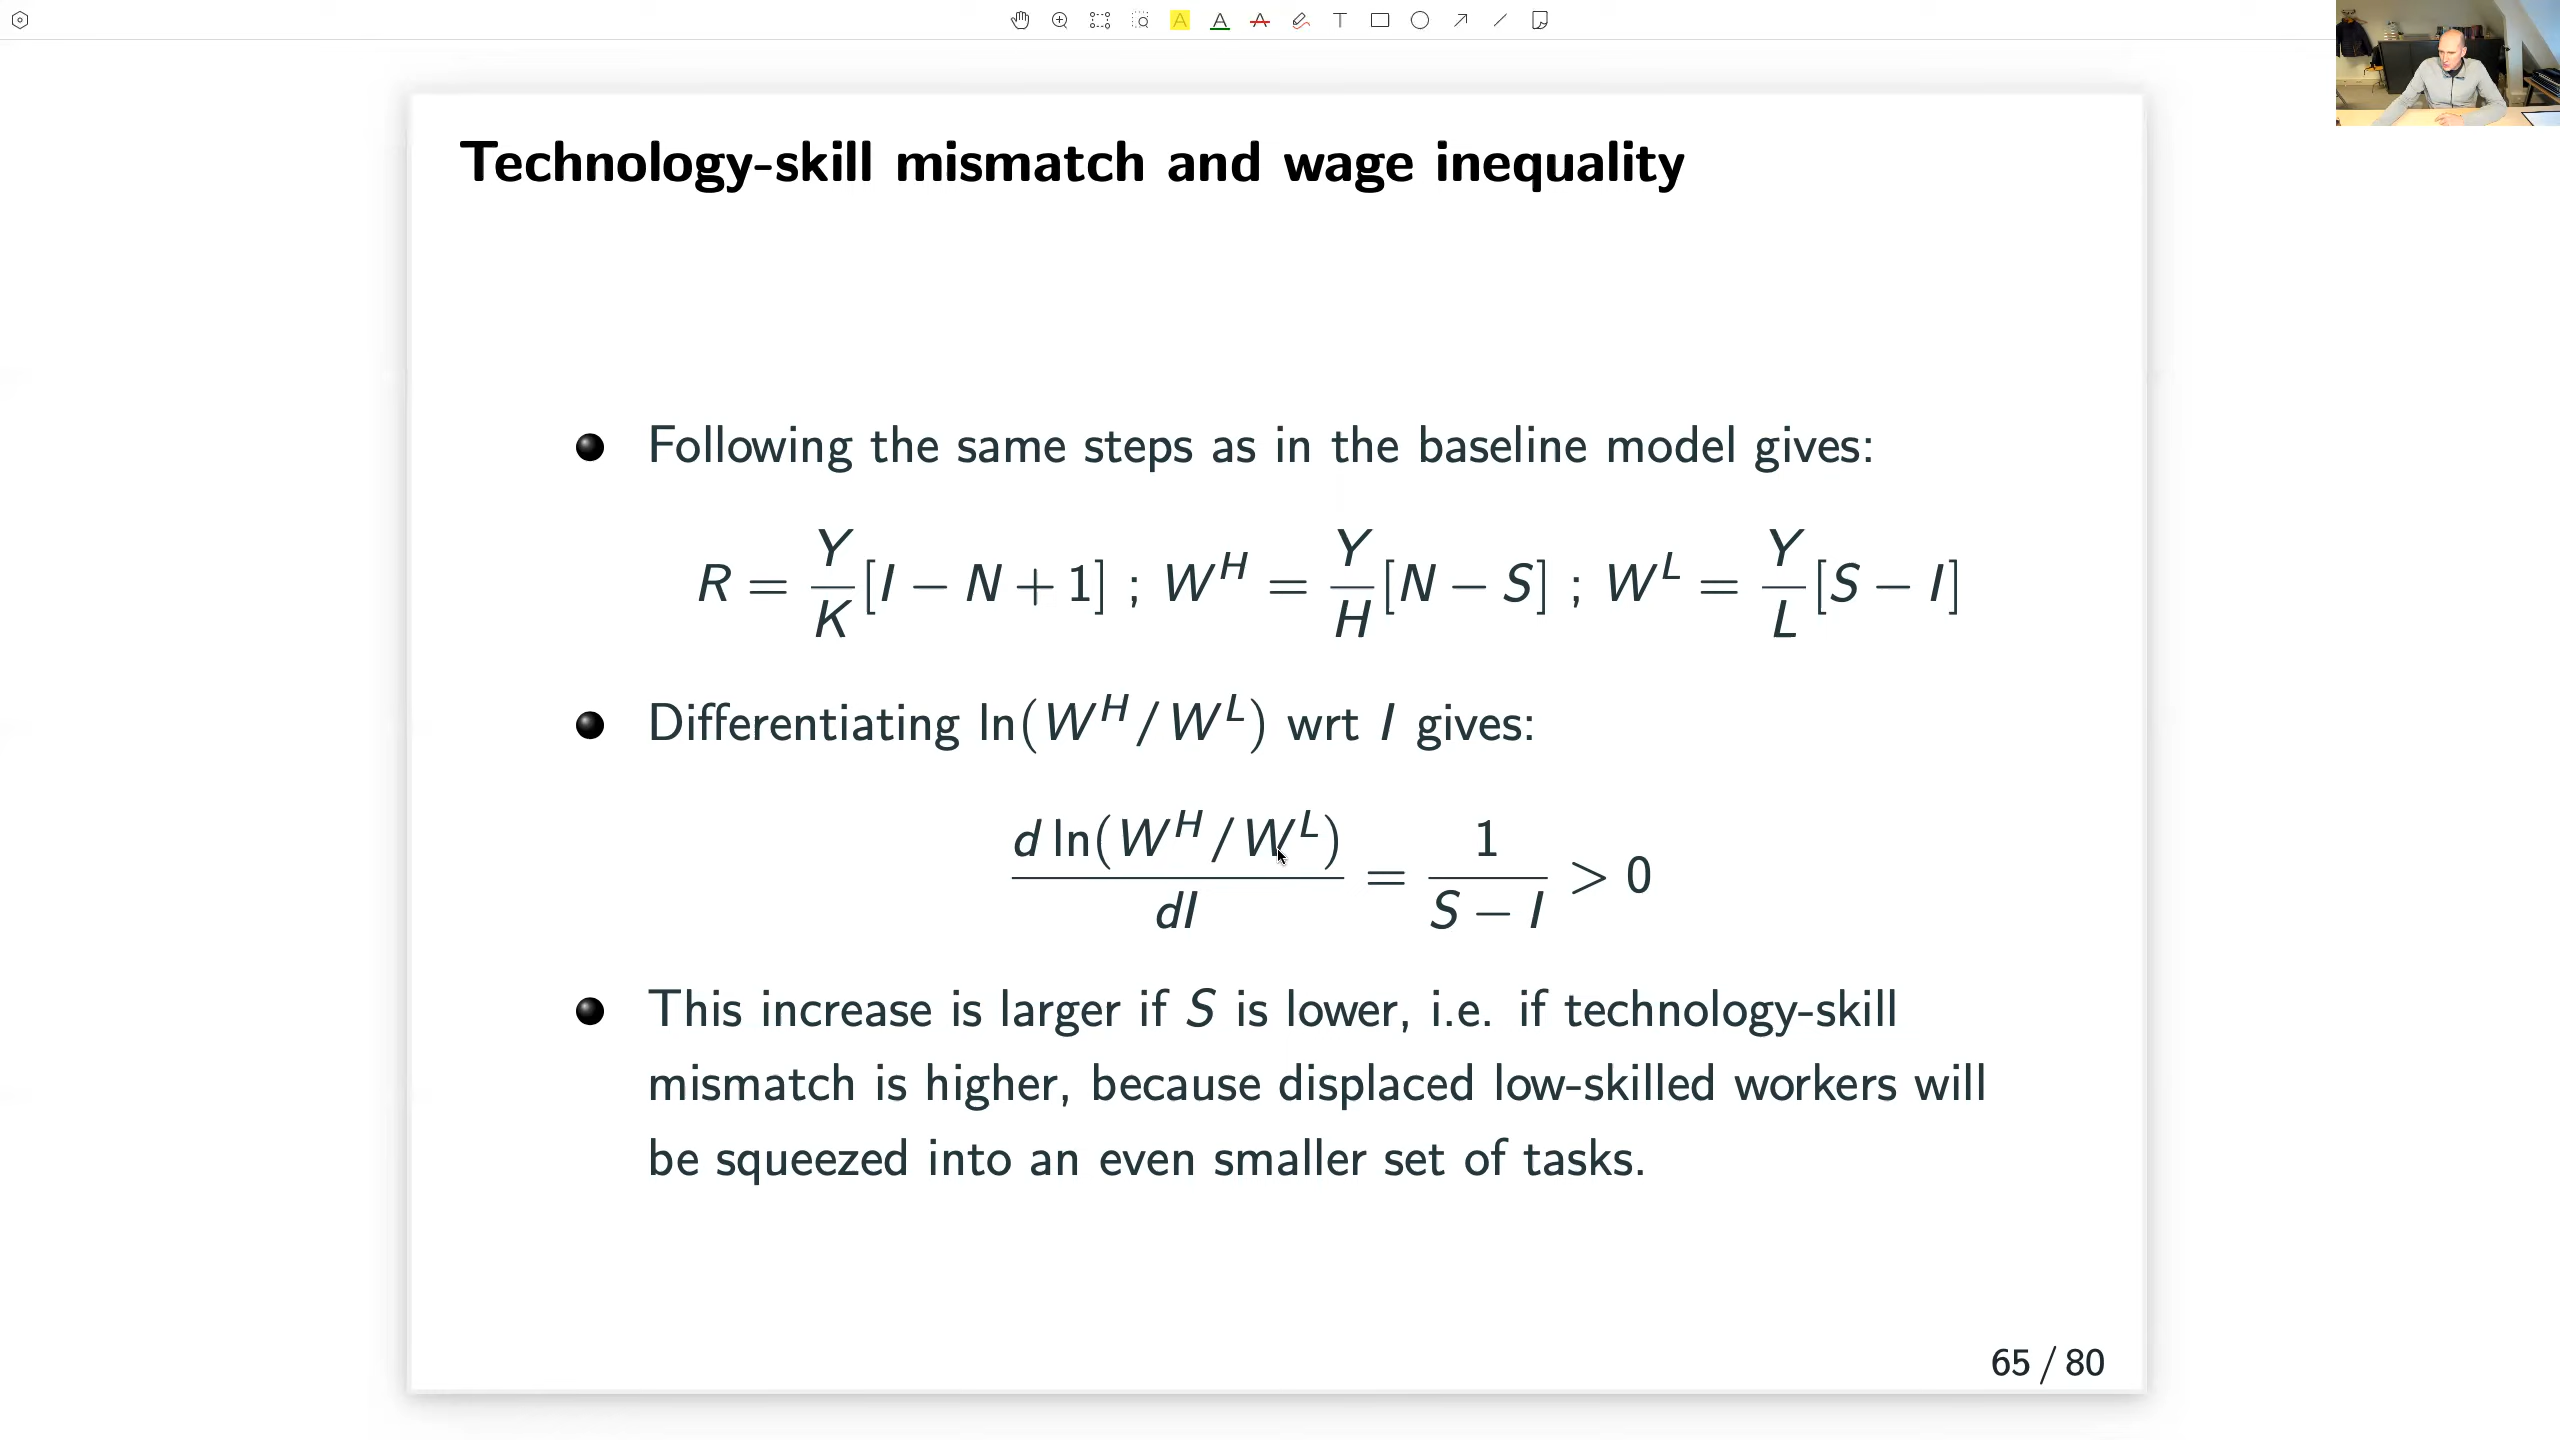 Technology-skill mismatch and wage inequality
Following the same steps as in the baseline model gives:
R = Y/K [I − N + 1] ; W^H = Y/H [N − S] ; W^L = Y/L [S − I]
Differentiating ln(W^H/W^L) wrt I gives:
d ln(W^H/W^L)/dI = 1/(S − I) > 0
This increase is larger if S is lower, i.e. if technology-skill
mismatch is higher, because displaced low-skilled workers will
be squeezed into an even smaller set of tasks.
65 / 80